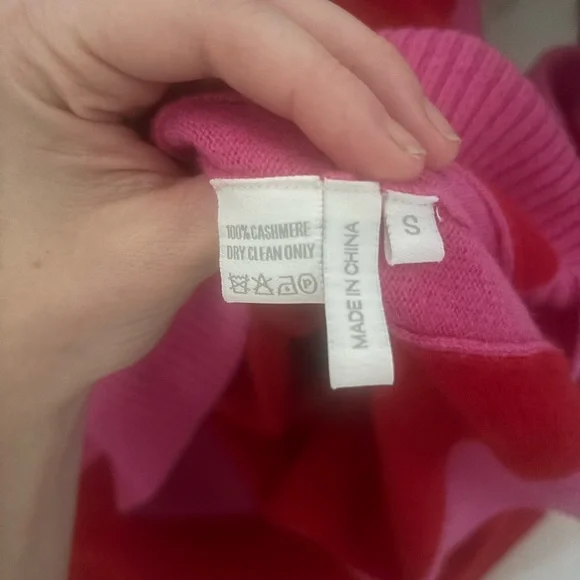 100% CASHMERE
DRY CLEAN ONLY
MADE IN CHINA
S